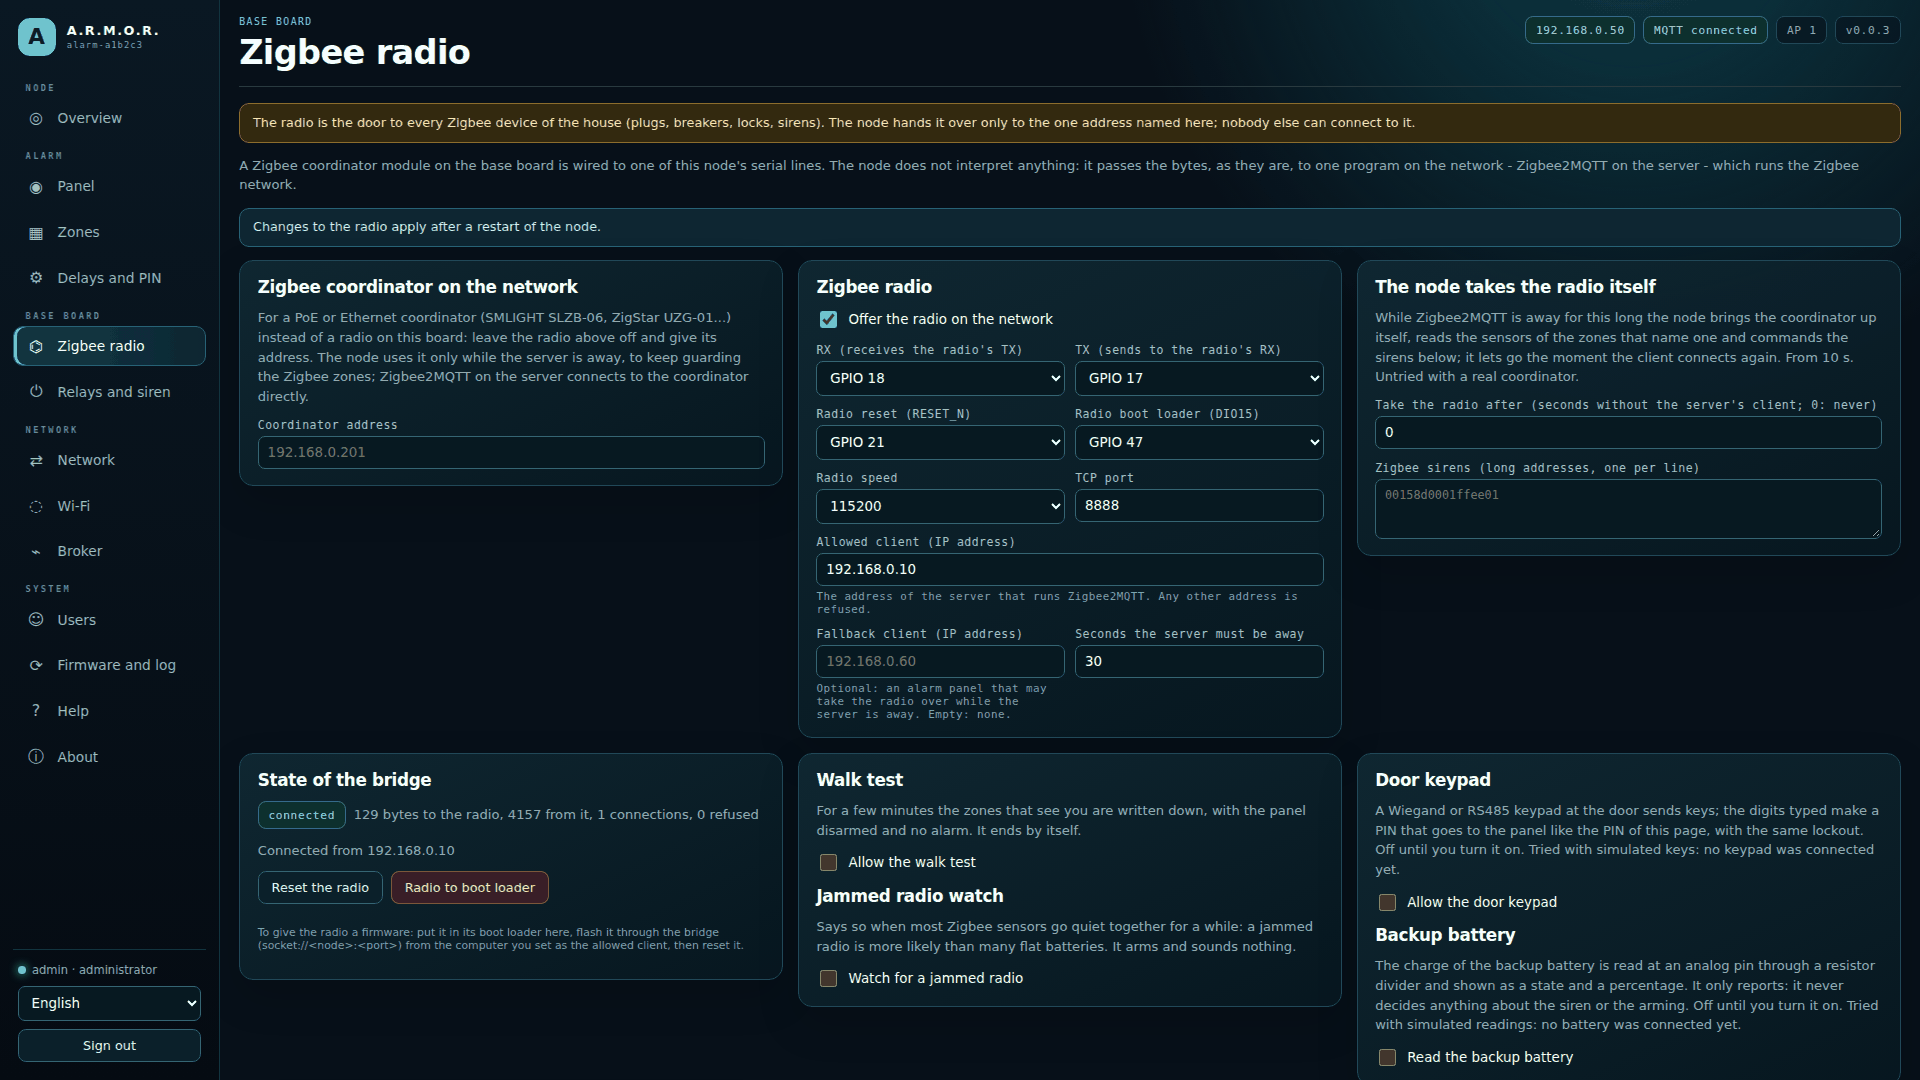 A
A.R.M.O.R.
alarm-a1b2c3
NODE
Overview
ALARM
Panel
Zones
Delays and PIN
BASE BOARD
Zigbee radio
Relays and siren
NETWORK
Network
Wi-Fi
Broker
SYSTEM
Users
Firmware and log
? Help
About
admin · administrator
English
Sign out
BASE BOARD
Zigbee radio
192.168.0.50
MQTT connected
AP 1
v0.0.3
The radio is the door to every Zigbee device of the house (plugs, breakers, locks, sirens). The node hands it over only to the one address named here; nobody else can connect to it.
A Zigbee coordinator module on the base board is wired to one of this node's serial lines. The node does not interpret anything: it passes the bytes, as they are, to one program on the network - Zigbee2MQTT on the server - which runs the Zigbee
network.
Changes to the radio apply after a restart of the node.
Zigbee coordinator on the network
For a PoE or Ethernet coordinator (SMLIGHT SLZB-06, ZigStar UZG-01...)
instead of a radio on this board: leave the radio above off and give its
address. The node uses it only while the server is away, to keep guarding
the Zigbee zones; Zigbee2MQTT on the server connects to the coordinator
directly.
Coordinator address
192.168.0.201
Zigbee radio
Offer the radio on the network
RX (receives the radio's TX)
TX (sends to the radio's RX)
GPIO 18
GPIO 17
Radio reset (RESET_N)
Radio boot loader (DIO15)
GPIO 21
GPIO 47
Radio speed
TCP port
115200
8888
Allowed client (IP address)
192.168.0.10
The address of the server that runs Zigbee2MQTT. Any other address is
refused.
Fallback client (IP address)
Seconds the server must be away
192.168.0.60
30
Optional: an alarm panel that may
take the radio over while the
server is away. Empty: none.
The node takes the radio itself
While Zigbee2MQTT is away for this long the node brings the coordinator up
itself, reads the sensors of the zones that name one and commands the
sirens below; it lets go the moment the client connects again. From 10 s.
Untried with a real coordinator.
Take the radio after (seconds without the server's client; 0: never)
0
Zigbee sirens (long addresses, one per line)
00158d0001ffee01
State of the bridge
connected
129 bytes to the radio, 4157 from it, 1 connections, 0 refused
Connected from 192.168.0.10
Reset the radio
Radio to boot loader
To give the radio a firmware: put it in its boot loader here, flash it through the bridge
(socket://<node>:<port>) from the computer you set as the allowed client, then reset it.
Walk test
For a few minutes the zones that see you are written down, with the panel
disarmed and no alarm. It ends by itself.
Allow the walk test
Jammed radio watch
Says so when most Zigbee sensors go quiet together for a while: a jammed
radio is more likely than many flat batteries. It arms and sounds nothing.
Watch for a jammed radio
Door keypad
A Wiegand or RS485 keypad at the door sends keys; the digits typed make a
PIN that goes to the panel like the PIN of this page, with the same lockout.
Off until you turn it on. Tried with simulated keys: no keypad was connected
yet.
Allow the door keypad
Backup battery
The charge of the backup battery is read at an analog pin through a resistor
divider and shown as a state and a percentage. It only reports: it never
decides anything about the siren or the arming. Off until you turn it on. Tried
with simulated readings: no battery was connected yet.
Read the backup battery